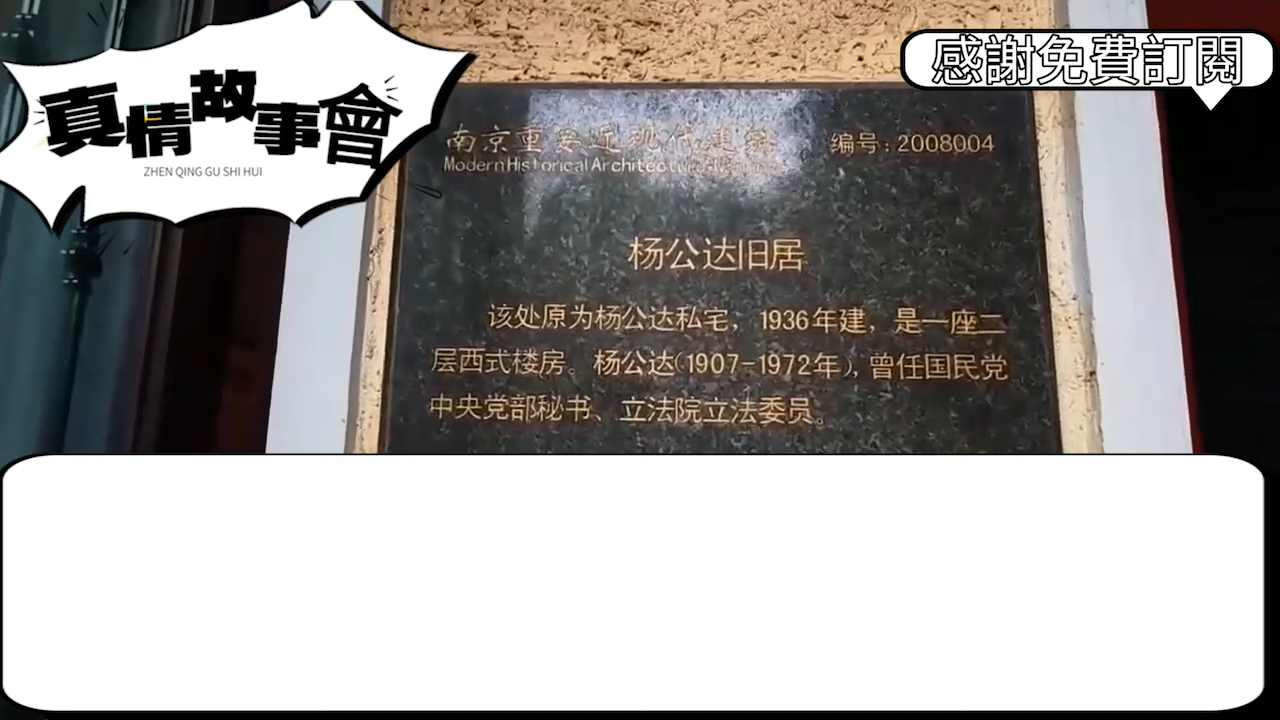 真情故事會
ZHEN QING GU SHI HUI
感謝免費訂閱
南京重要近现代建筑
编号:2008004
Modern Historical Architecture
杨公达旧居
该处原为杨公达私宅，1936年建，是一座二
层西式楼房。杨公达(1907-1972年)，曾任国民党
中央党部秘书、立法院立法委员。